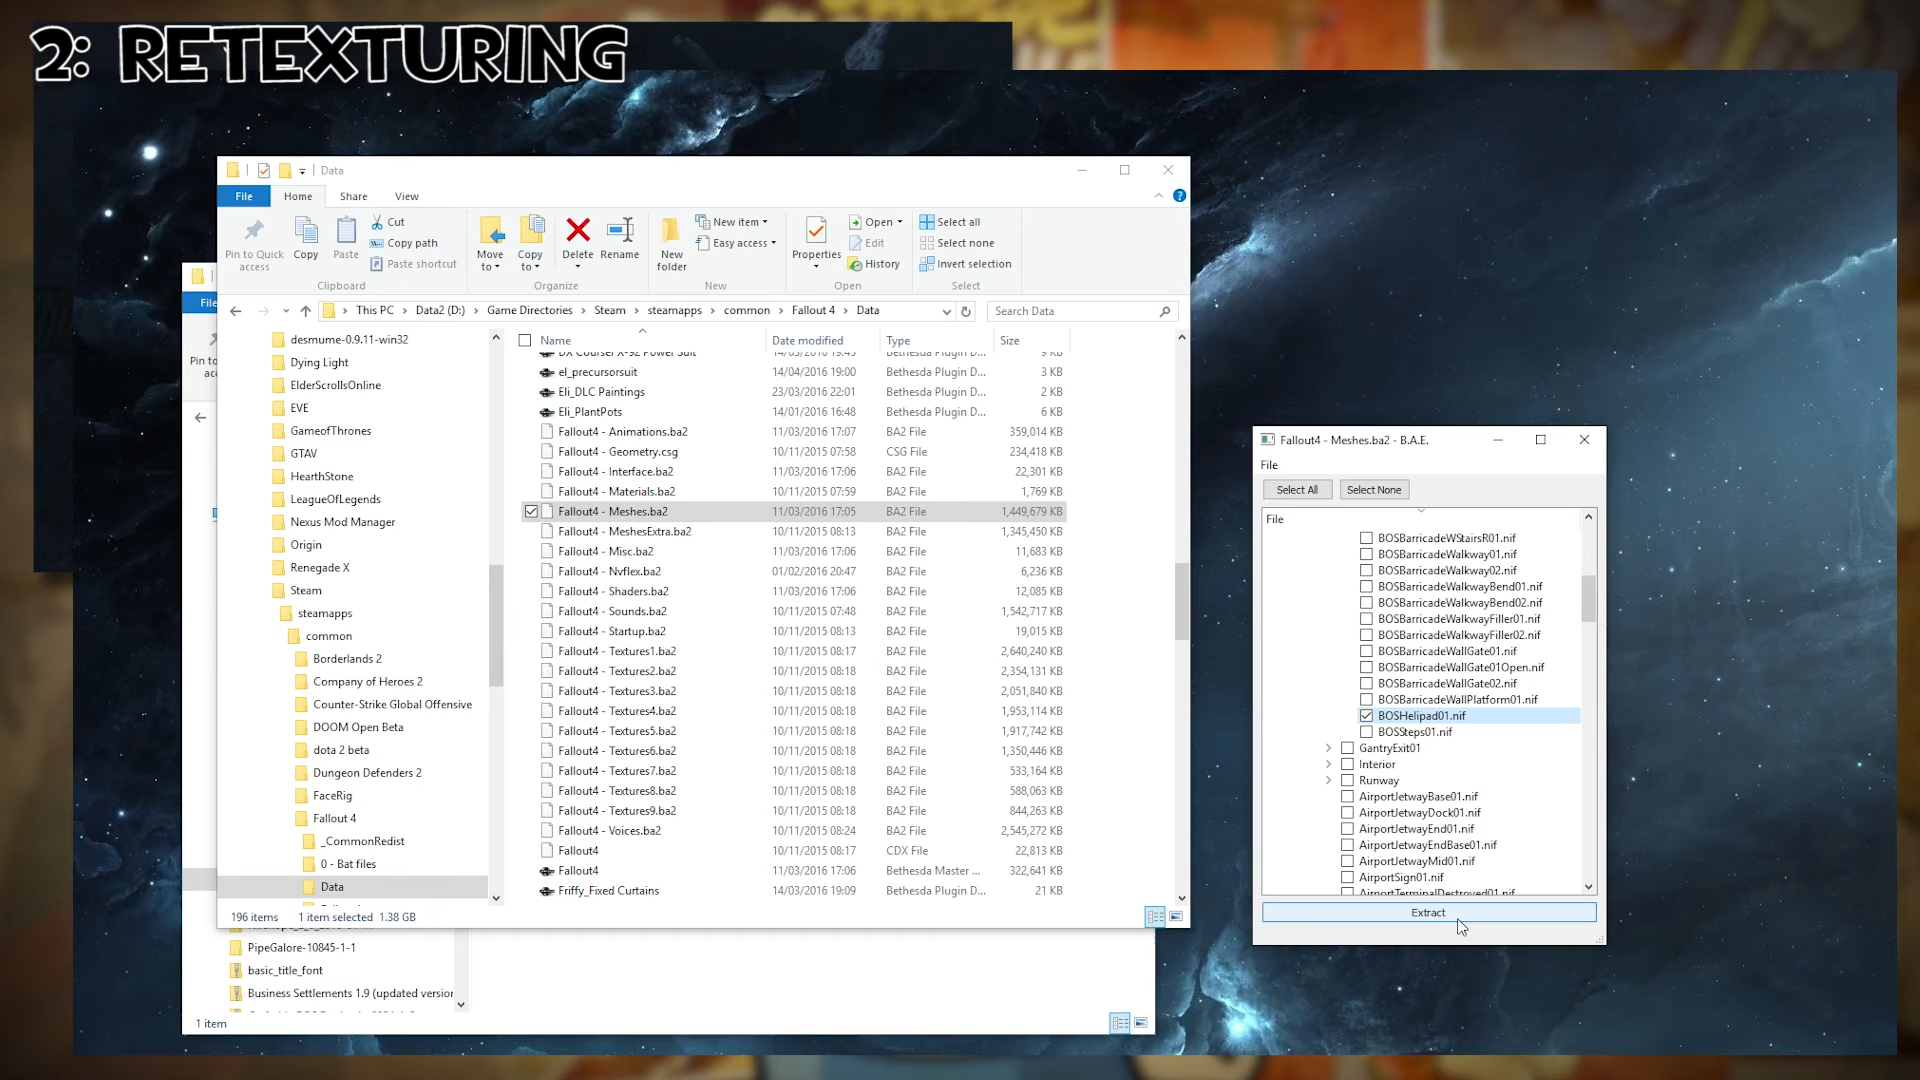 2: RETEXTURING
Data
File Home Share View
Pin to Quick access
Copy
Paste
Cut
Copy path
Paste shortcut
Clipboard
Move to
Copy to
Delete
Rename
Organize
New folder
New item
Easy access
New
Properties
Open
Edit
History
Open
Select all
Select none
Invert selection
Select
This PC Data2 (D:) Game Directories Steam steamapps common Fallout 4 Data
Search Data
desmume-0.9.11-win32
Dying Light
ElderScrollsOnline
EVE
GameofThrones
GTAV
HearthStone
LeagueOfLegends
Nexus Mod Manager
Origin
Renegade X
Steam
steamapps
common
Borderlands 2
Company of Heroes 2
Counter-Strike Global Offensive
DOOM Open Beta
dota 2 beta
Dungeon Defenders 2
FaceRig
Fallout 4
_CommonRedist
0 - Bat files
Data
Name Date modified Type Size
DX Courser X-92 Power Suit 14/03/2016 19:45 Bethesda Plugin D... 9 KB
el_precursorsuit 14/04/2016 19:00 Bethesda Plugin D... 3 KB
Eli_DLC Paintings 23/03/2016 22:01 Bethesda Plugin D... 2 KB
Eli_PlantPots 14/01/2016 16:48 Bethesda Plugin D... 6 KB
Fallout4 - Animations.ba2 11/03/2016 17:07 BA2 File 359,014 KB
Fallout4 - Geometry.csg 10/11/2015 07:58 CSG File 234,418 KB
Fallout4 - Interface.ba2 11/03/2016 17:06 BA2 File 22,301 KB
Fallout4 - Materials.ba2 10/11/2015 07:59 BA2 File 1,769 KB
Fallout4 - Meshes.ba2 11/03/2016 17:05 BA2 File 1,449,679 KB
Fallout4 - MeshesExtra.ba2 10/11/2015 08:13 BA2 File 1,345,450 KB
Fallout4 - Misc.ba2 11/03/2016 17:06 BA2 File 11,683 KB
Fallout4 - Nvflex.ba2 01/02/2016 20:47 BA2 File 6,236 KB
Fallout4 - Shaders.ba2 11/03/2016 17:06 BA2 File 12,085 KB
Fallout4 - Sounds.ba2 10/11/2015 07:48 BA2 File 1,542,717 KB
Fallout4 - Startup.ba2 10/11/2015 08:13 BA2 File 19,015 KB
Fallout4 - Textures1.ba2 10/11/2015 08:17 BA2 File 2,640,240 KB
Fallout4 - Textures2.ba2 10/11/2015 08:18 BA2 File 2,354,131 KB
Fallout4 - Textures3.ba2 10/11/2015 08:18 BA2 File 2,051,840 KB
Fallout4 - Textures4.ba2 10/11/2015 08:18 BA2 File 1,953,114 KB
Fallout4 - Textures5.ba2 10/11/2015 08:18 BA2 File 1,917,742 KB
Fallout4 - Textures6.ba2 10/11/2015 08:18 BA2 File 1,350,446 KB
Fallout4 - Textures7.ba2 10/11/2015 08:18 BA2 File 533,164 KB
Fallout4 - Textures8.ba2 10/11/2015 08:18 BA2 File 588,063 KB
Fallout4 - Textures9.ba2 10/11/2015 08:18 BA2 File 844,263 KB
Fallout4 - Voices.ba2 10/11/2015 08:24 BA2 File 2,545,272 KB
Fallout4 10/11/2015 08:17 CDX File 22,813 KB
Fallout4 11/03/2016 17:06 Bethesda Master ... 322,641 KB
Friffy_Fixed Curtains 14/03/2016 19:09 Bethesda Plugin D... 21 KB
196 items 1 item selected 1.38 GB
File
Pin to
PipeGalore-10845-1-1
basic_title_font
Business Settlements 1.9 (updated version
1 item
Fallout4 - Meshes.ba2 - B.A.E.
File
Select All Select None
File
BOSBarricadeWStairsR01.nif
BOSBarricadeWalkway01.nif
BOSBarricadeWalkway02.nif
BOSBarricadeWalkwayBend01.nif
BOSBarricadeWalkwayBend02.nif
BOSBarricadeWalkwayFiller01.nif
BOSBarricadeWalkwayFiller02.nif
BOSBarricadeWallGate01.nif
BOSBarricadeWallGate01Open.nif
BOSBarricadeWallGate02.nif
BOSBarricadeWallPlatform01.nif
BOSHelipad01.nif
BOSSteps01.nif
GantryExit01
Interior
Runway
AirportJetwayBase01.nif
AirportJetwayDock01.nif
AirportJetwayEnd01.nif
AirportJetwayEndBase01.nif
AirportJetwayMid01.nif
AirportSign01.nif
AirportTerminalDestroyed01.nif
Extract